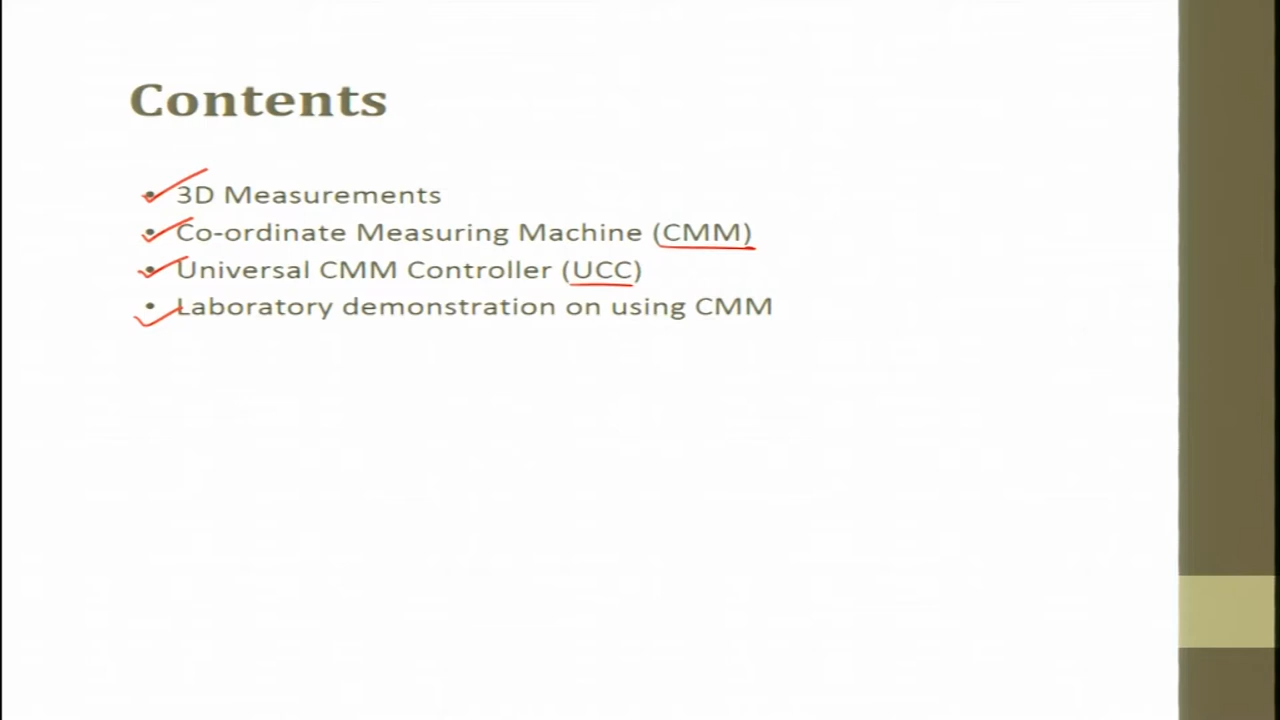 Contents
• 3D Measurements
• Co-ordinate Measuring Machine (CMM)
• Universal CMM Controller (UCC)
• Laboratory demonstration on using CMM